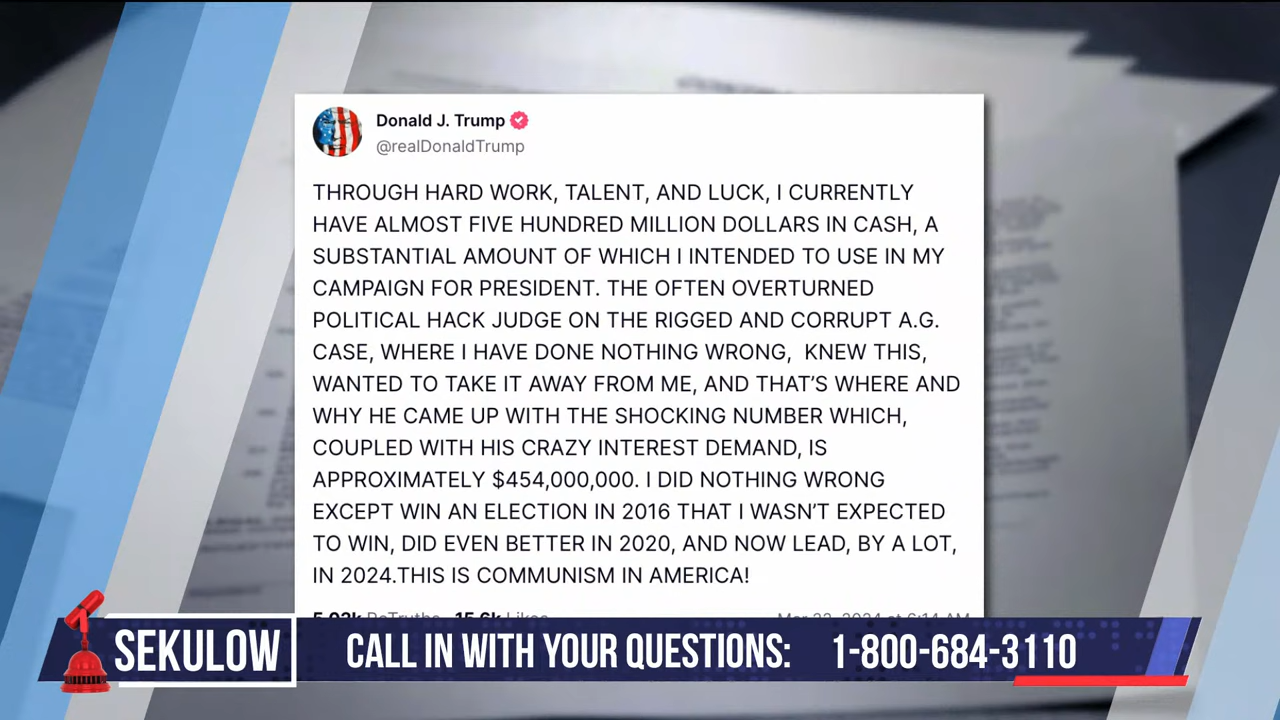 Donald J. Trump
@realDonaldTrump
THROUGH HARD WORK, TALENT, AND LUCK, I CURRENTLY
HAVE ALMOST FIVE HUNDRED MILLION DOLLARS IN CASH, A
SUBSTANTIAL AMOUNT OF WHICH I INTENDED TO USE IN MY
CAMPAIGN FOR PRESIDENT. THE OFTEN OVERTURNED
POLITICAL HACK JUDGE ON THE RIGGED AND CORRUPT A.G.
CASE, WHERE I HAVE DONE NOTHING WRONG,  KNEW THIS,
WANTED TO TAKE IT AWAY FROM ME, AND THAT’S WHERE AND
WHY HE CAME UP WITH THE SHOCKING NUMBER WHICH,
COUPLED WITH HIS CRAZY INTEREST DEMAND, IS
APPROXIMATELY $454,000,000. I DID NOTHING WRONG
EXCEPT WIN AN ELECTION IN 2016 THAT I WASN’T EXPECTED
TO WIN, DID EVEN BETTER IN 2020, AND NOW LEAD, BY A LOT,
IN 2024.THIS IS COMMUNISM IN AMERICA!
ReTruths Likes
SEKULOW
CALL IN WITH YOUR QUESTIONS: 1-800-684-3110